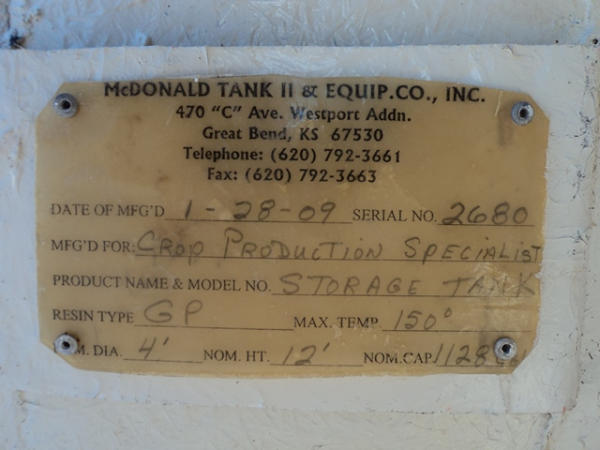 McDONALD TANK II & EQUIP.CO., INC.
470 "C" Ave. Westport Addn.
Great Bend, KS 67530
Telephone: (620) 792-3661
Fax: (620) 792-3663
DATE OF MFG'D 1-28-09 SERIAL NO. 2680
MFG'D FOR: CROP PRODUCTION SPECIALIST
PRODUCT NAME & MODEL NO. STORAGE TANK
RESIN TYPE GP MAX. TEMP. 150°
DIA. 4' NOM. HT. 12' NOM.CAP. 1128